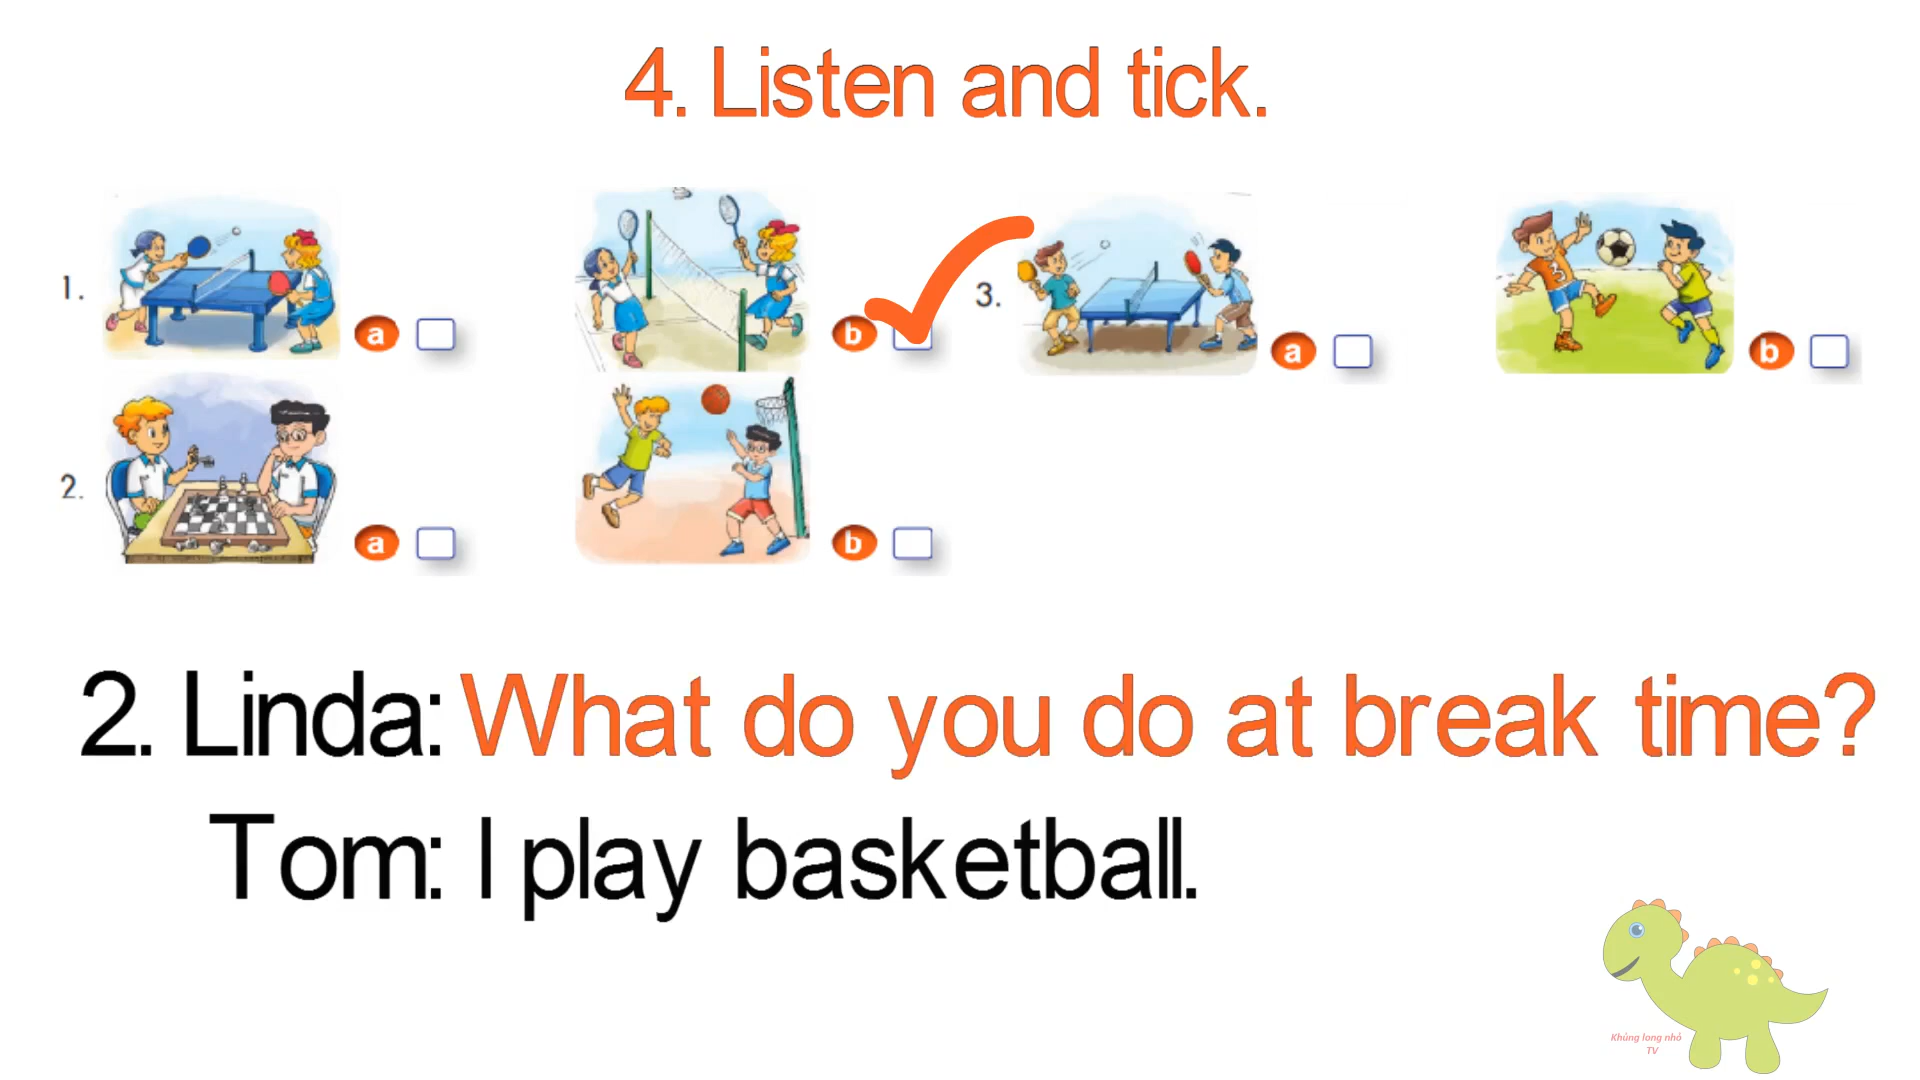 4. Listen and tick.
1. a b
3. a b
2. a b
2. Linda: What do you do at break time?
Tom: I play basketball.
3
Khủng long nhỏ
TV